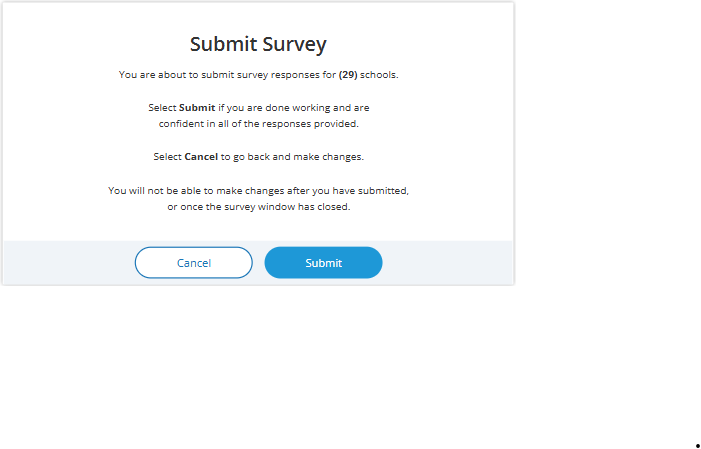 Submit Survey
You are about to submit survey responses for (29) schools.
Select Submit if you are done working and are
confident in all of the responses provided.
Select Cancel to go back and make changes.
You will not be able to make changes after you have submitted,
or once the survey window has closed.
Cancel
Submit
.